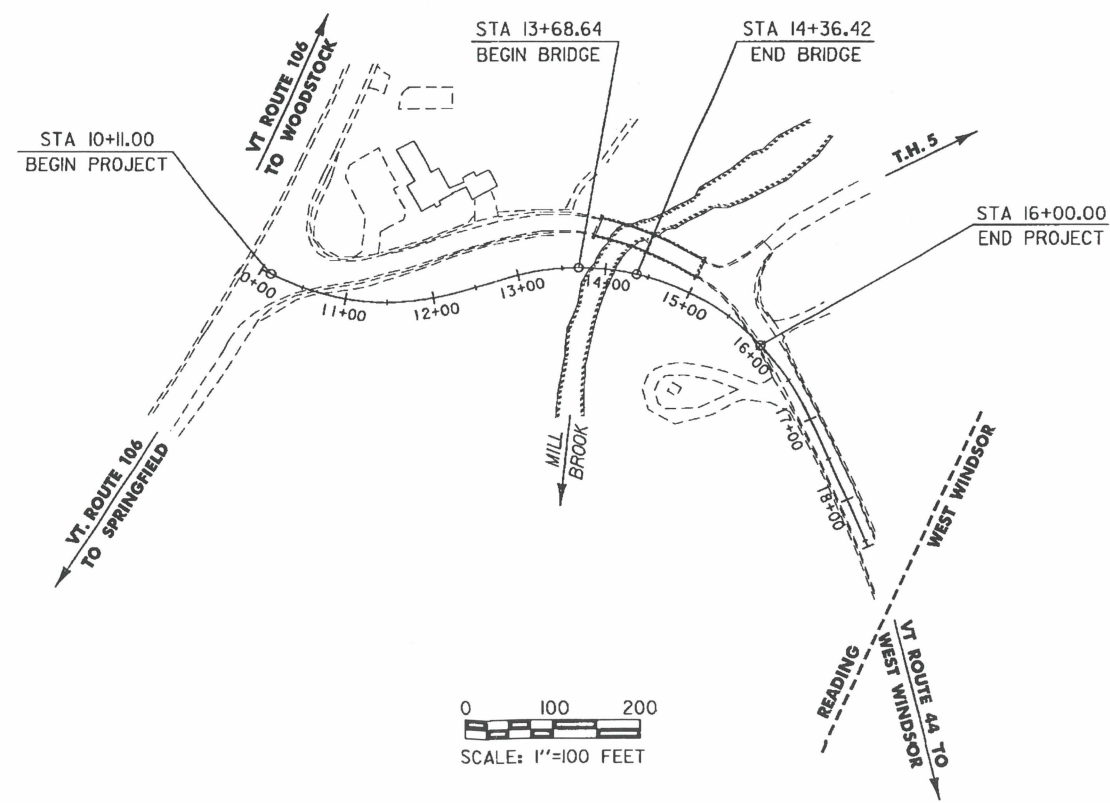 STA 13+68.64
BEGIN BRIDGE
STA 14+36.42
END BRIDGE
VT ROUTE 106
TO WOODSTOCK
STA 10+11.00
BEGIN PROJECT
T.H. 5
STA 16+00.00
END PROJECT
0+00
11+00
12+00
13+00
14+00
15+00
16+00
17+00
18+00
MILL
BROOK
VT. ROUTE 106
TO SPRINGFIELD
READING
WEST WINDSOR
VT ROUTE 44 TO
WEST WINDSOR
0 100 200
SCALE: 1"=100 FEET